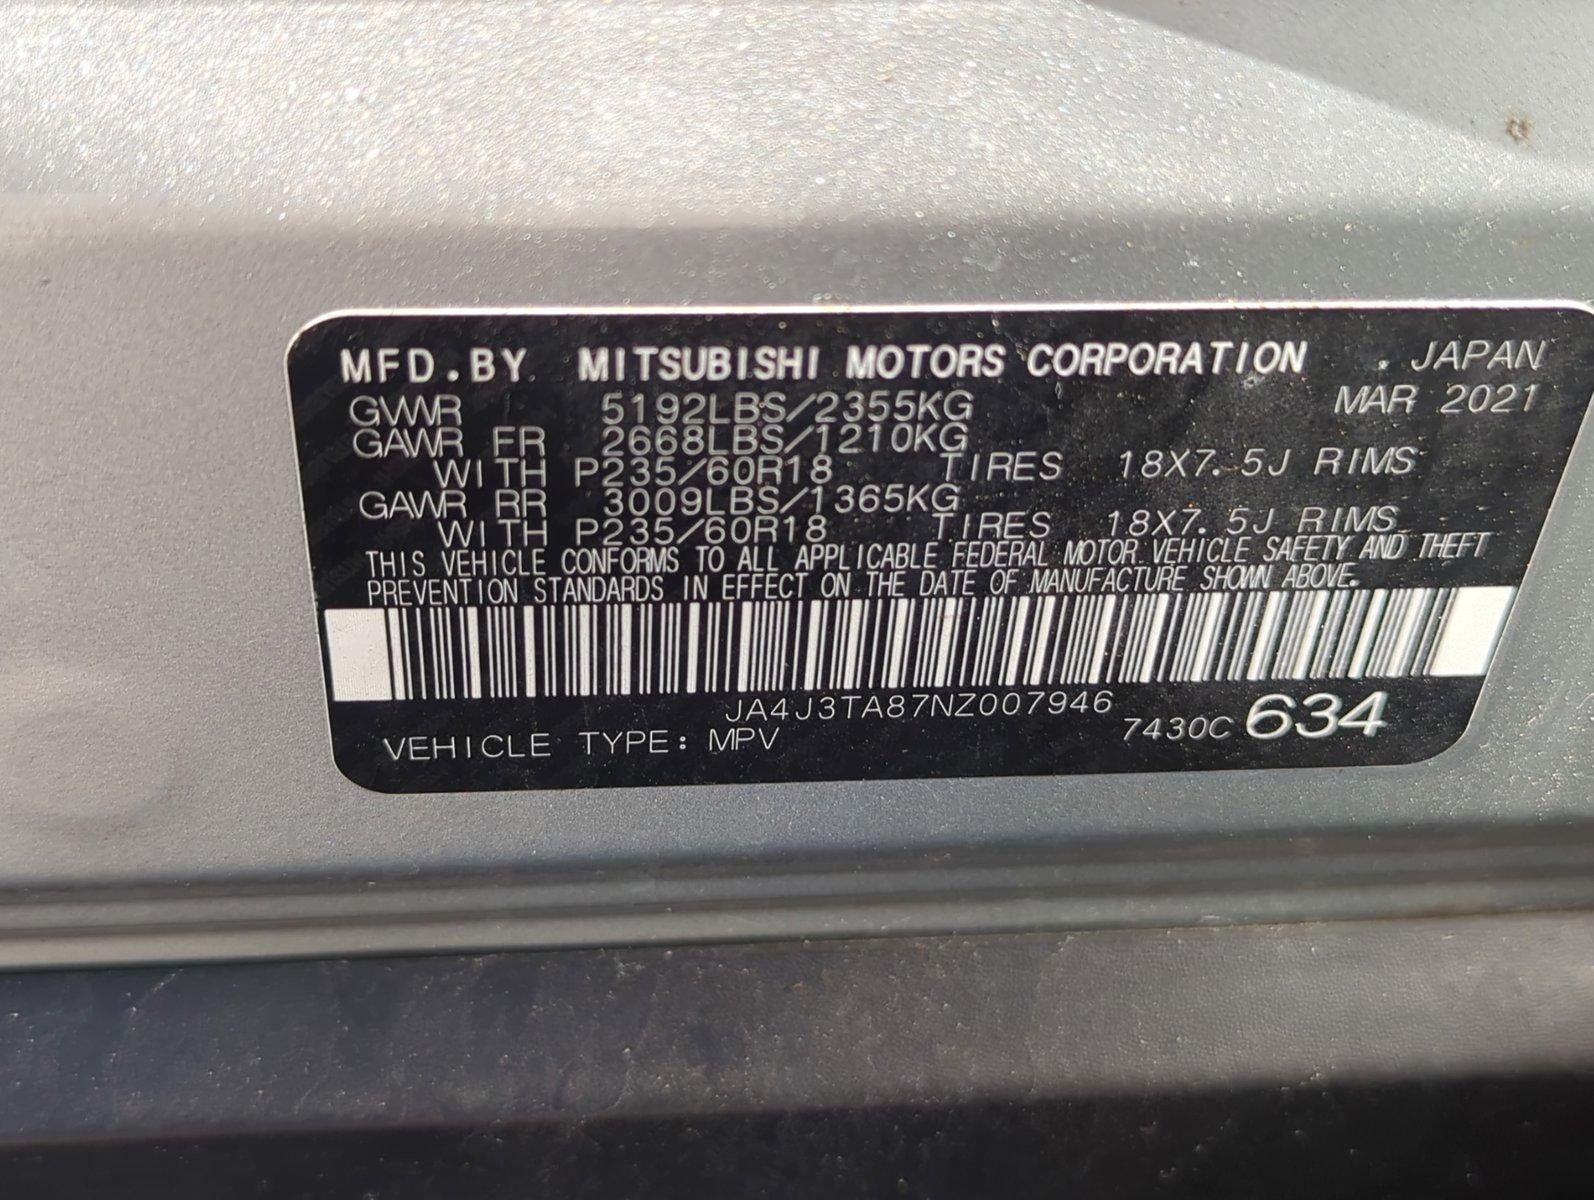 MFD.BY MITSUBISHI MOTORS CORPORATION . JAPAN
GVWR 5192LBS/2355KG MAR 2021
GAWR FR 2668LBS/1210KG
WITH P235/60R18 TIRES 18X7.5J RIMS
GAWR RR 3009LBS/1365KG
WITH P235/60R18 TIRES 18X7.5J RIMS
THIS VEHICLE CONFORMS TO ALL APPLICABLE FEDERAL MOTOR VEHICLE SAFETY AND THEFT
PREVENTION STANDARDS IN EFFECT ON THE DATE OF MANUFACTURE SHOWN ABOVE.
JA4J3TA87NZ007946
VEHICLE TYPE: MPV 7430C 634